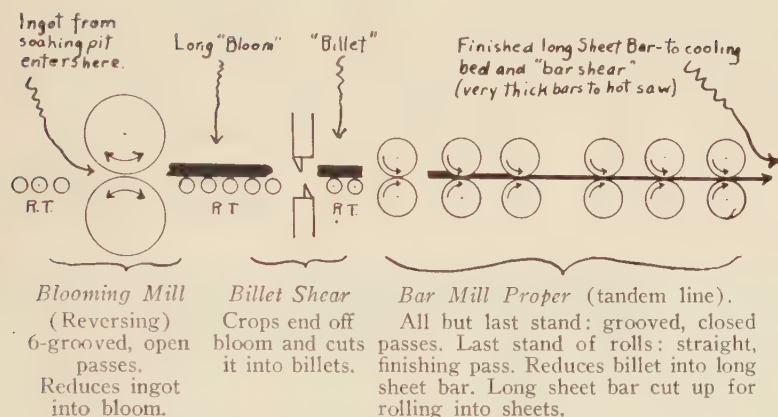 Ingot from
soaking pit
enters here.
Long "Bloom"
"Billet"
Finished long Sheet Bar-to cooling
bed and "bar shear"
(very thick bars to hot saw)
R.T.
R T
R T.
Blooming Mill
(Reversing)
6-grooved, open
passes.
Reduces ingot
into bloom.
Billet Shear
Crops end off
bloom and cuts
it into billets.
Bar Mill Proper (tandem line).
All but last stand: grooved, closed
passes. Last stand of rolls: straight,
finishing pass. Reduces billet into long
sheet bar. Long sheet bar cut up for
rolling into sheets.